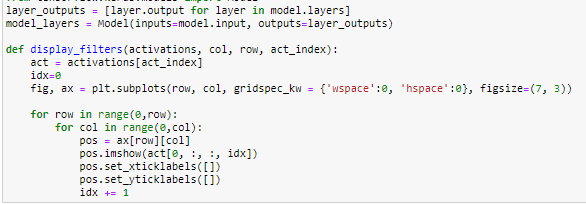 layer_outputs = [layer.output for layer in model.layers]
model_layers = Model(inputs=model.input, outputs=layer_outputs)
def display_filters(activations, col, row, act_index):
act = activations[act_index]
idx=0
fig, ax = plt.subplots(row, col, gridspec_kw = {'wspace':0, 'hspace':0}, figsize=(7, 3))
for row in range(0,row):
for col in range(0,col):
pos = ax[row][col]
pos.imshow(act[0, :, :, idx])
pos.set_xticklabels([])
pos.set_yticklabels([])
idx += 1